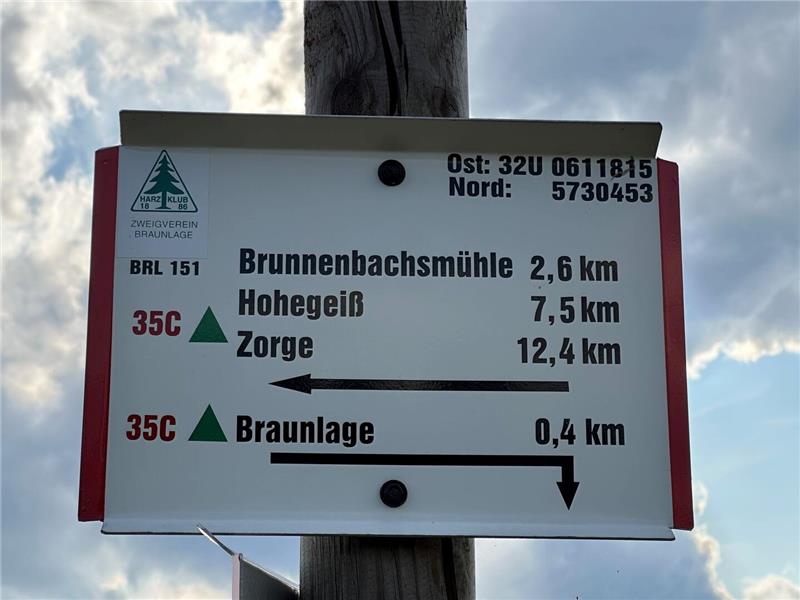 Ost: 32U 0611815
Nord: 5730453
HARZ KLUB
18 86
ZWEIGVEREIN
BRAUNLAGE
BRL 151
Brunnenbachsmühle 2,6 km
35C Hohegeiß 7,5 km
Zorge 12,4 km
35C Braunlage 0,4 km